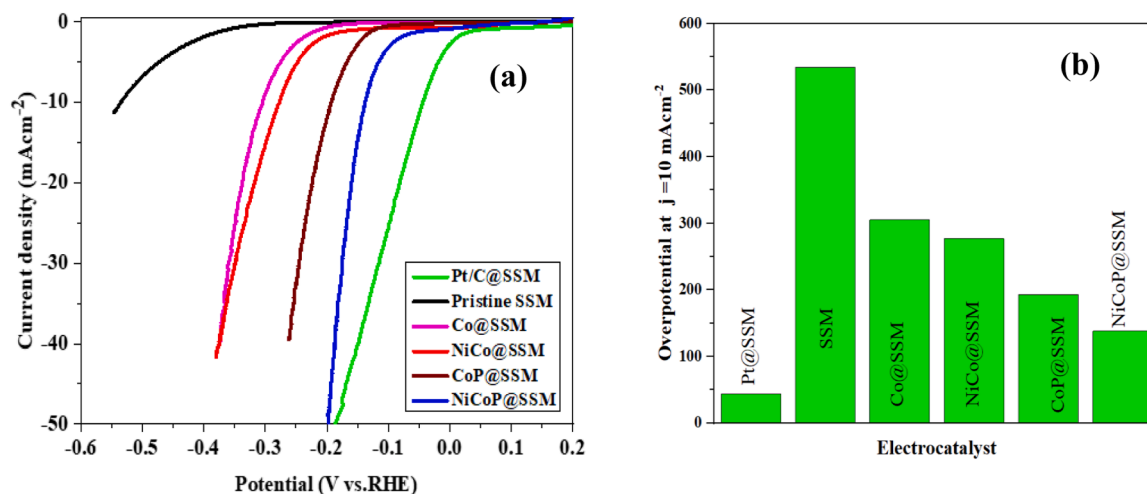 0
-10
-20
-30
-40
-50
Current density (mAcm⁻²)
(a)
Pt/C@SSM
Pristine SSM
Co@SSM
NiCo@SSM
CoP@SSM
NiCoP@SSM
-0.6
-0.5
-0.4
-0.3
-0.2
-0.1
0.0
0.1
0.2
Potential (V vs.RHE)
600
500
400
300
200
100
0
Overpotential at j =10 mAcm⁻²
(b)
Pt@SSM
SSM
Co@SSM
NiCo@SSM
CoP@SSM
NiCoP@SSM
Electrocatalyst